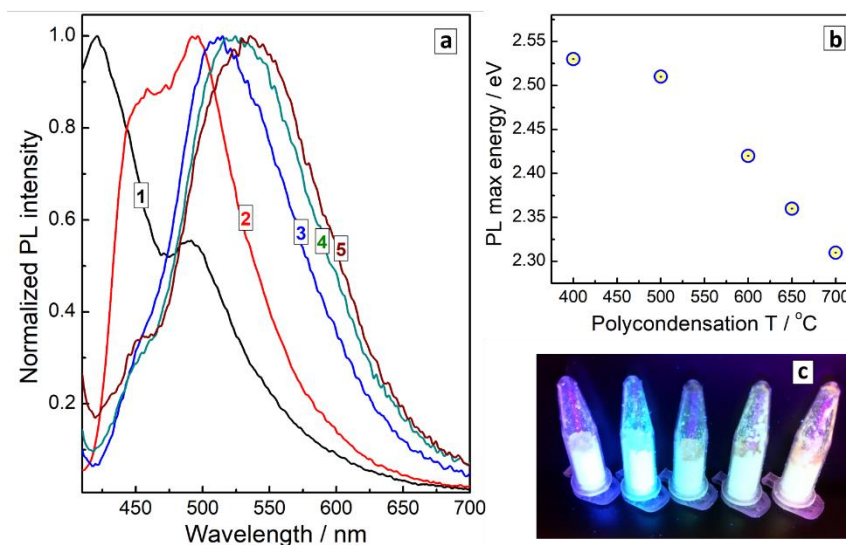 a
Normalized PL intensity
1.0
0.8
0.6
0.4
0.2
1
2
3
4
5
450 500 550 600 650 700
Wavelength / nm
b
PL max energy / eV
2.55
2.50
2.45
2.40
2.35
2.30
400 450 500 550 600 650 700
Polycondensation T / °C
c